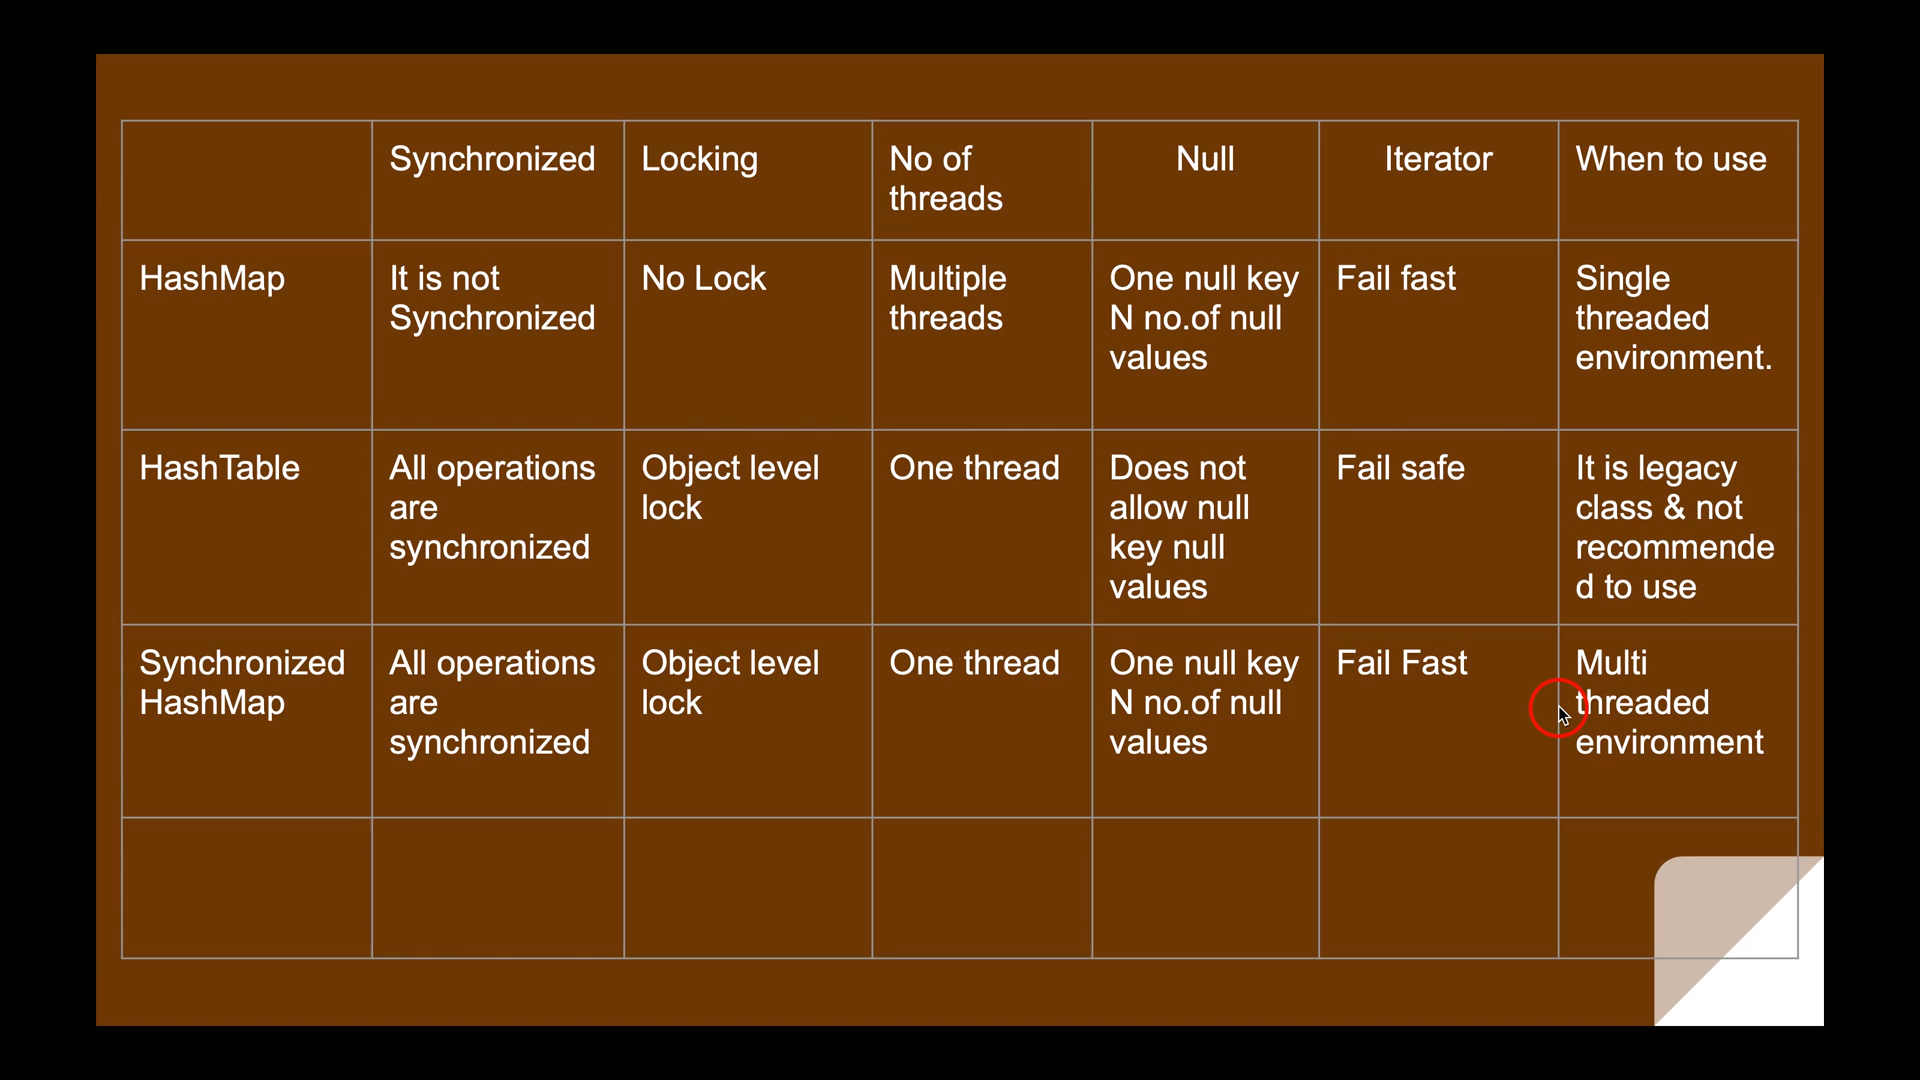 Synchronized
Locking
No of
threads
Null
Iterator
When to use
HashMap
It is not
Synchronized
No Lock
Multiple
threads
One null key
N no.of null
values
Fail fast
Single
threaded
environment.
HashTable
All operations
are
synchronized
Object level
lock
One thread
Does not
allow null
key null
values
Fail safe
It is legacy
class & not
recommende
d to use
Synchronized
HashMap
All operations
are
synchronized
Object level
lock
One thread
One null key
N no.of null
values
Fail Fast
Multi
threaded
environment